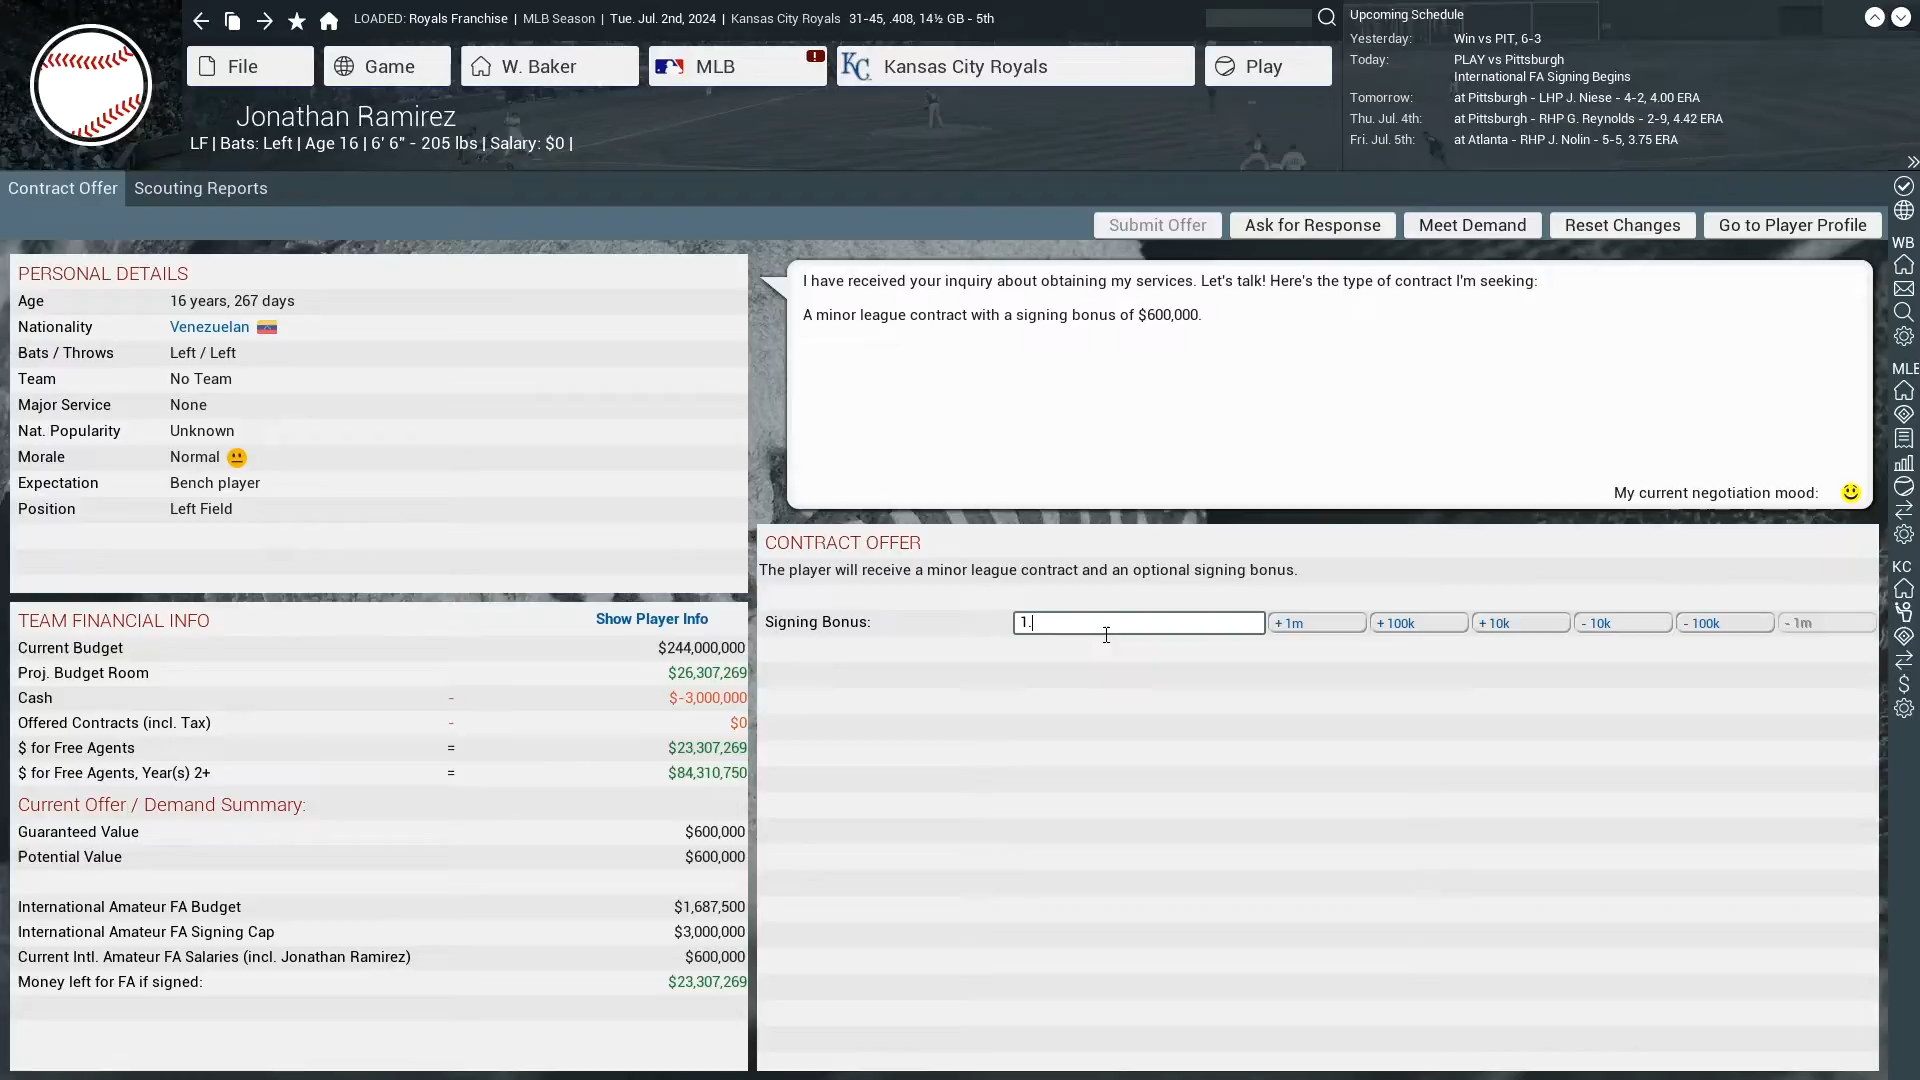 LOADED: Royals Franchise | MLB Season | Tue. Jul. 2nd, 2024 | Kansas City Royals 31-45, .408, 14½ GB - 5th
File
Game
W. Baker
MLB
!
KC
Kansas City Royals
Play
Upcoming Schedule
Yesterday: Win vs PIT, 6-3
Today: PLAY vs Pittsburgh
International FA Signing Begins
Tomorrow: at Pittsburgh - LHP J. Niese - 4-2, 4.00 ERA
Thu. Jul. 4th: at Pittsburgh - RHP G. Reynolds - 2-9, 4.42 ERA
Fri. Jul. 5th: at Atlanta - RHP J. Nolin - 5-5, 3.75 ERA
Jonathan Ramirez
LF | Bats: Left | Age 16 | 6' 6" - 205 lbs | Salary: $0 |
Contract Offer Scouting Reports
Submit Offer Ask for Response Meet Demand Reset Changes Go to Player Profile
PERSONAL DETAILS
Age 16 years, 267 days
Nationality Venezuelan
Bats / Throws Left / Left
Team No Team
Major Service None
Nat. Popularity Unknown
Morale Normal
Expectation Bench player
Position Left Field
TEAM FINANCIAL INFO Show Player Info
Current Budget $244,000,000
Proj. Budget Room $26,307,269
Cash - $-3,000,000
Offered Contracts (incl. Tax) - $0
$ for Free Agents = $23,307,269
$ for Free Agents, Year(s) 2+ = $84,310,750
Current Offer / Demand Summary:
Guaranteed Value $600,000
Potential Value $600,000
International Amateur FA Budget $1,687,500
International Amateur FA Signing Cap $3,000,000
Current Intl. Amateur FA Salaries (incl. Jonathan Ramirez) $600,000
Money left for FA if signed: $23,307,269
I have received your inquiry about obtaining my services. Let's talk! Here's the type of contract I'm seeking:
A minor league contract with a signing bonus of $600,000.
My current negotiation mood:
CONTRACT OFFER
The player will receive a minor league contract and an optional signing bonus.
Signing Bonus: 1. + 1m + 100k + 10k - 10k - 100k - 1m
WB
MLB
KC